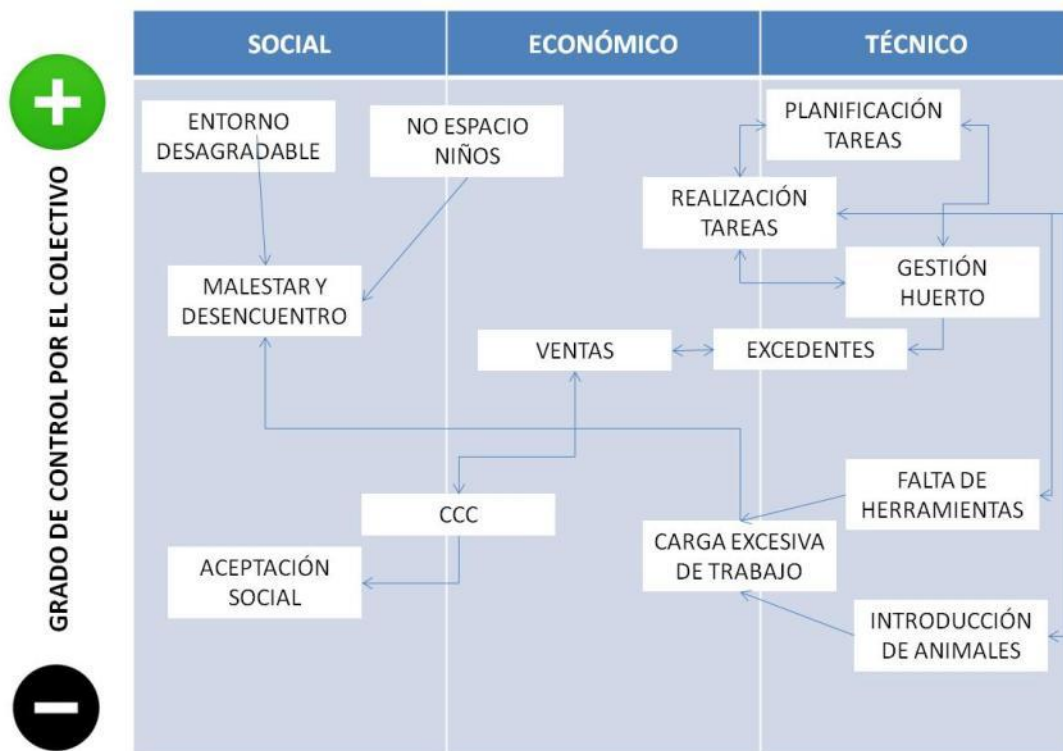 SOCIAL
ECONÓMICO
TÉCNICO
+
GRADO DE CONTROL POR EL COLECTIVO
−
ENTORNO
DESAGRADABLE
NO ESPACIO
NIÑOS
PLANIFICACIÓN
TAREAS
REALIZACIÓN
TAREAS
MALESTAR Y
DESENCUENTRO
GESTIÓN
HUERTO
VENTAS
EXCEDENTES
CCC
FALTA DE
HERRAMIENTAS
ACEPTACIÓN
SOCIAL
CARGA EXCESIVA
DE TRABAJO
INTRODUCCIÓN
DE ANIMALES